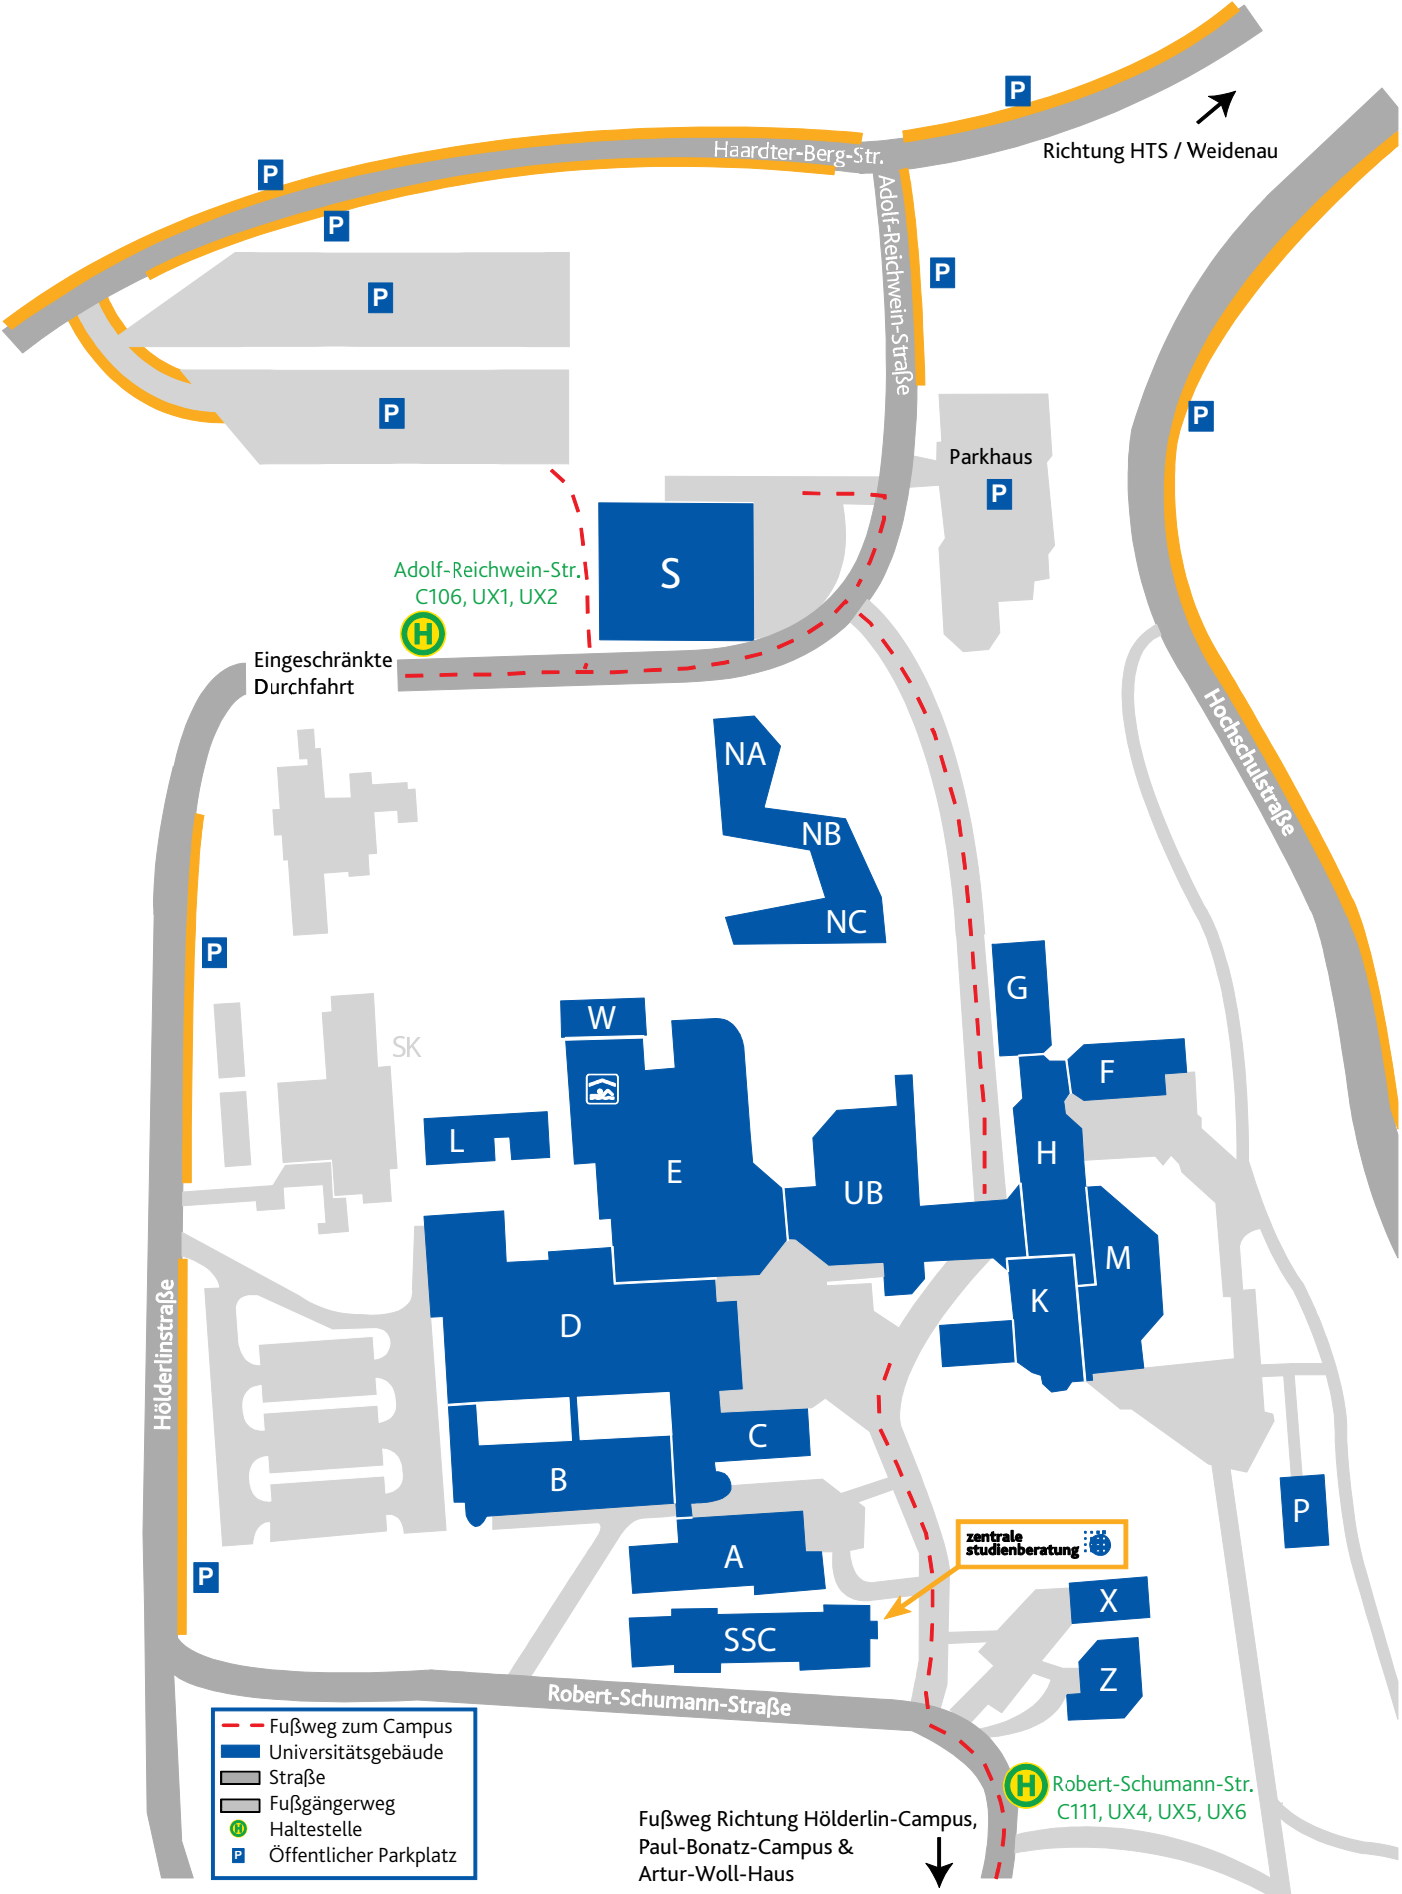 P
Haardter-Berg-Str.
Richtung HTS / Weidenau
P
P
P
Adolf-Reichwein-Straße
P
P
P
Parkhaus
P
Adolf-Reichwein-Str.
C106, UX1, UX2
H
S
Eingeschränkte
Durchfahrt
Hochschulstraße
NA
NB
NC
P
G
W
SK
F
L
E
H
UB
M
K
D
Hölderlinstraße
C
B
P
zentrale
studienberatung
A
P
X
SSC
Z
Robert-Schumann-Straße
Fußweg zum Campus
Universitätsgebäude
Straße
Fußgängerweg
H Haltestelle
P Öffentlicher Parkplatz
H Robert-Schumann-Str.
C111, UX4, UX5, UX6
Fußweg Richtung Hölderlin-Campus,
Paul-Bonatz-Campus &
Artur-Woll-Haus